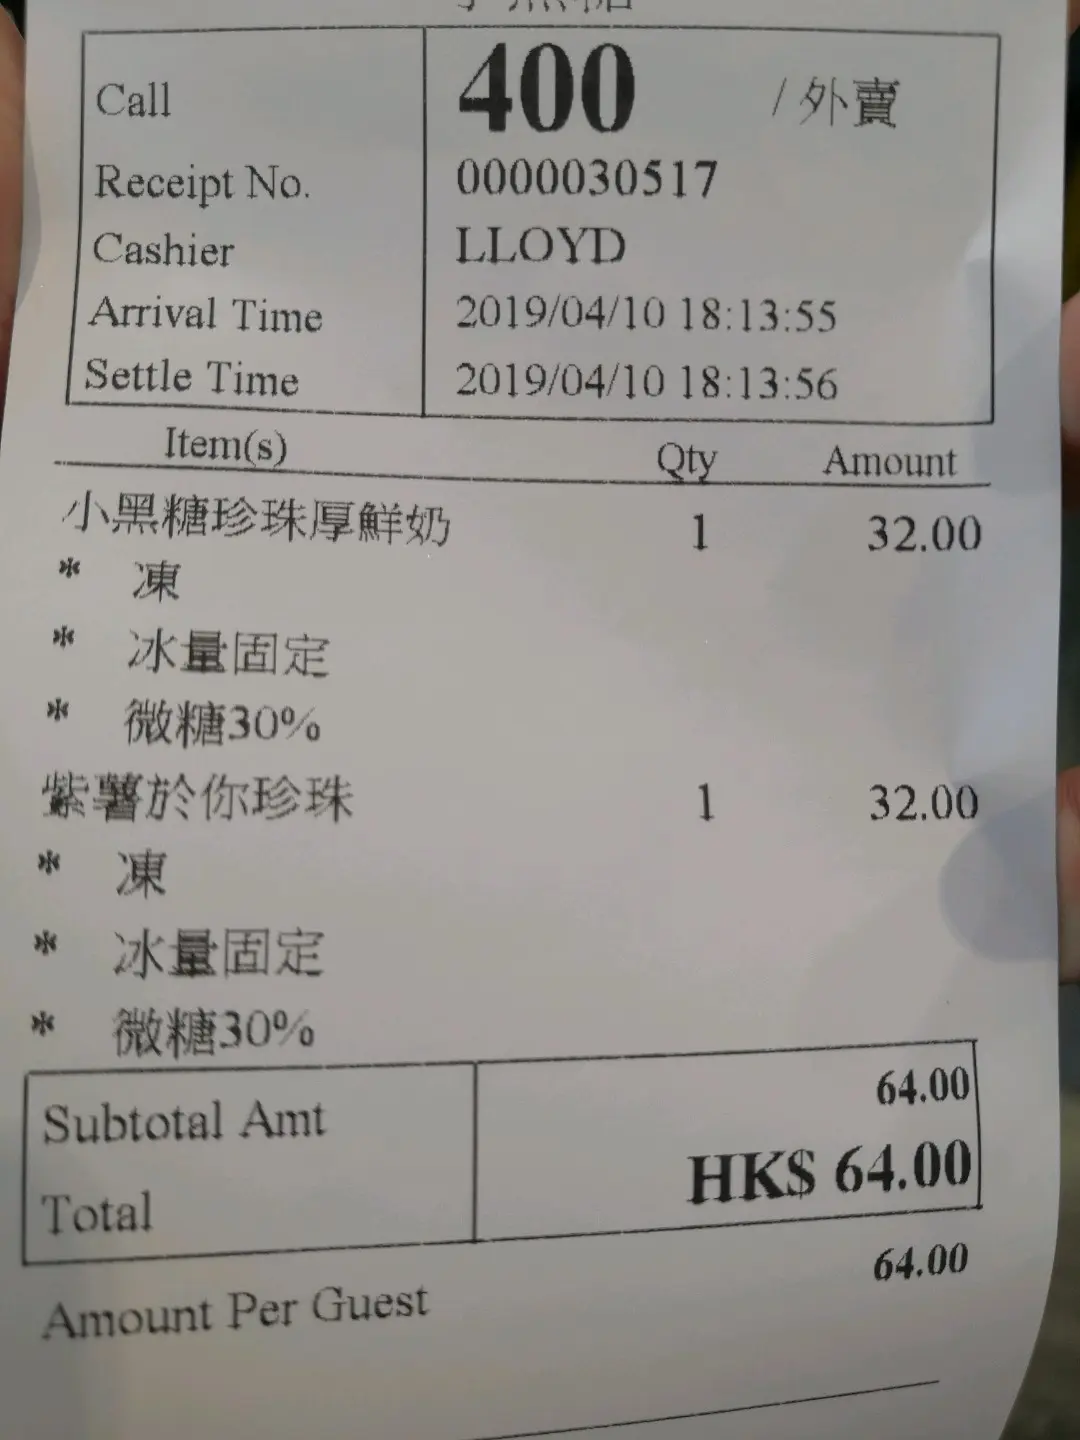 Call 400 / 外賣
Receipt No. 0000030517
Cashier LLOYD
Arrival Time 2019/04/10 18:13:55
Settle Time 2019/04/10 18:13:56
Item(s) Qty Amount
小黑糖珍珠厚鮮奶 1 32.00
* 凍
* 冰量固定
* 微糖30%
紫薯於你珍珠 1 32.00
* 凍
* 冰量固定
* 微糖30%
Subtotal Amt 64.00
Total HK$ 64.00
Amount Per Guest 64.00